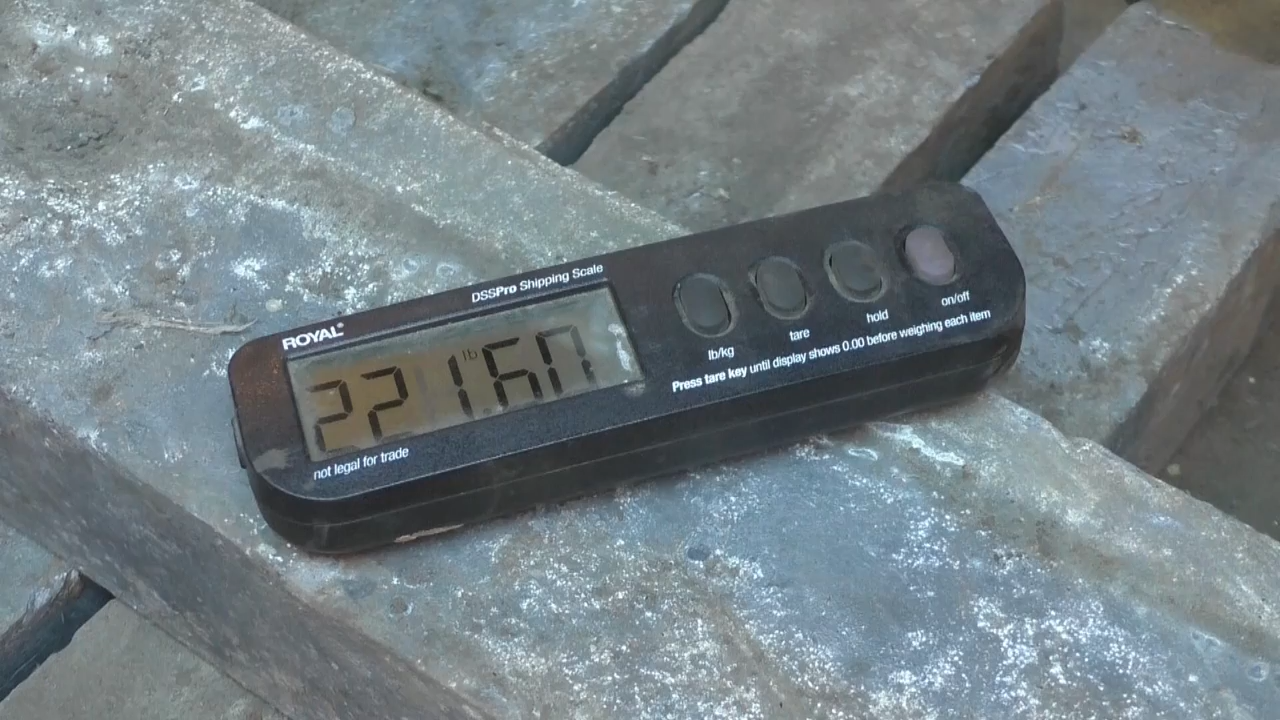 DSSPro Shipping Scale
ROYAL®
lb
221.60
not legal for trade
lb/kg tare hold on/off
Press tare key until display shows 0.00 before weighing each item